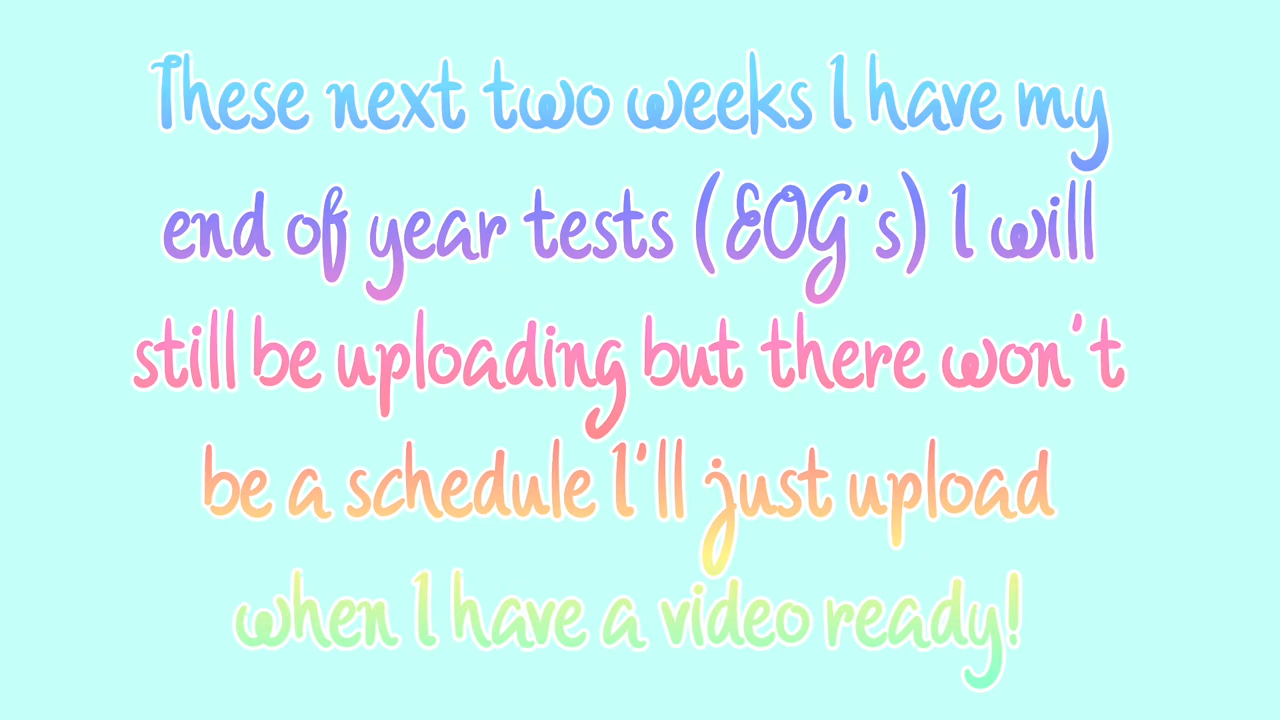 These next two weeks I have my
end of year tests (EOG's) I will
still be uploading but there won't
be a schedule I'll just upload
when I have a video ready!